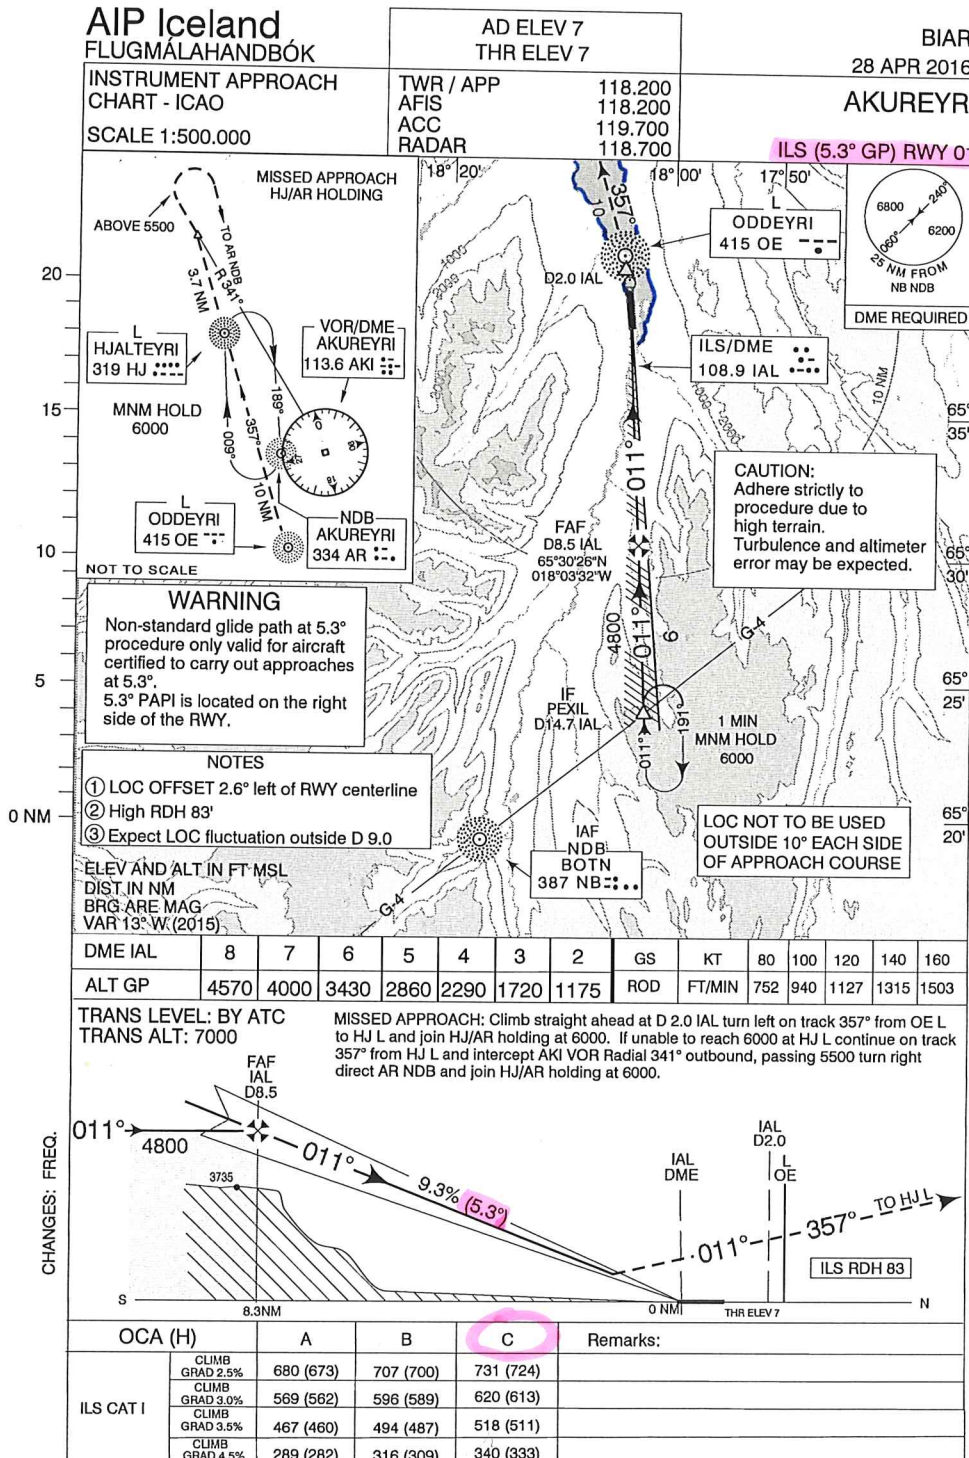 AIP Iceland
FLUGMÁLAHANDBÓK
AD ELEV 7
THR ELEV 7
BIAR
28 APR 2016
INSTRUMENT APPROACH
CHART - ICAO
SCALE 1:500.000
TWR / APP 118.200
AFIS 118.200
ACC 119.700
RADAR 118.700
AKUREYRI
ILS (5.3° GP) RWY 01
MISSED APPROACH
HJ/AR HOLDING
ABOVE 5500
TO AR NDB
R 341°
3.7 NM
L
HJALTEYRI
319 HJ
VOR/DME
AKUREYRI
113.6 AKI
MNM HOLD
6000
189°
009°
357°
10 NM
L
ODDEYRI
415 OE
NDB
AKUREYRI
334 AR
NOT TO SCALE
18° 20'
18° 00'
17° 50'
357°
10
L
ODDEYRI
415 OE
D2.0 IAL
6800
240°
6200
060°
25 NM FROM
NB NDB
DME REQUIRED
ILS/DME
108.9 IAL
10 NM
1000
2000
1000
2000
65°
35'
011°
CAUTION:
Adhere strictly to
procedure due to
high terrain.
Turbulence and altimeter
error may be expected.
FAF
D8.5 IAL
65°30'26"N
018°03'32"W
65°
30'
WARNING
Non-standard glide path at 5.3°
procedure only valid for aircraft
certified to carry out approaches
at 5.3°.
5.3° PAPI is located on the right
side of the RWY.
4800
011°
6
G-4
IF
PEXIL
D14.7 IAL
65°
25'
1 MIN
MNM HOLD
6000
011°
191°
20
15
10
5
0 NM
NOTES
① LOC OFFSET 2.6° left of RWY centerline
② High RDH 83'
③ Expect LOC fluctuation outside D 9.0
LOC NOT TO BE USED
OUTSIDE 10° EACH SIDE
OF APPROACH COURSE
65°
20'
IAF
NDB
BOTN
387 NB
G-4
ELEV AND ALT IN FT MSL
DIST IN NM
BRG ARE MAG
VAR 13° W (2015)
DME IAL 8 7 6 5 4 3 2 GS KT 80 100 120 140 160
ALT GP 4570 4000 3430 2860 2290 1720 1175 ROD FT/MIN 752 940 1127 1315 1503
TRANS LEVEL: BY ATC
TRANS ALT: 7000
MISSED APPROACH: Climb straight ahead at D 2.0 IAL turn left on track 357° from OE L
to HJ L and join HJ/AR holding at 6000. If unable to reach 6000 at HJ L continue on track
357° from HJ L and intercept AKI VOR Radial 341° outbound, passing 5500 turn right
direct AR NDB and join HJ/AR holding at 6000.
FAF
IAL
D8.5
011°
4800
011°
9.3% (5.3°)
3735
IAL
DME
IAL
D2.0
L
OE
011°
357°
TO HJ L
ILS RDH 83
S
8.3NM
0 NM
THR ELEV 7
N
CHANGES: FREQ.
OCA (H) A B C Remarks:
ILS CAT I
CLIMB
GRAD 2.5% 680 (673) 707 (700) 731 (724)
CLIMB
GRAD 3.0% 569 (562) 596 (589) 620 (613)
CLIMB
GRAD 3.5% 467 (460) 494 (487) 518 (511)
CLIMB
GRAD 4.5% 289 (282) 316 (309) 340 (333)